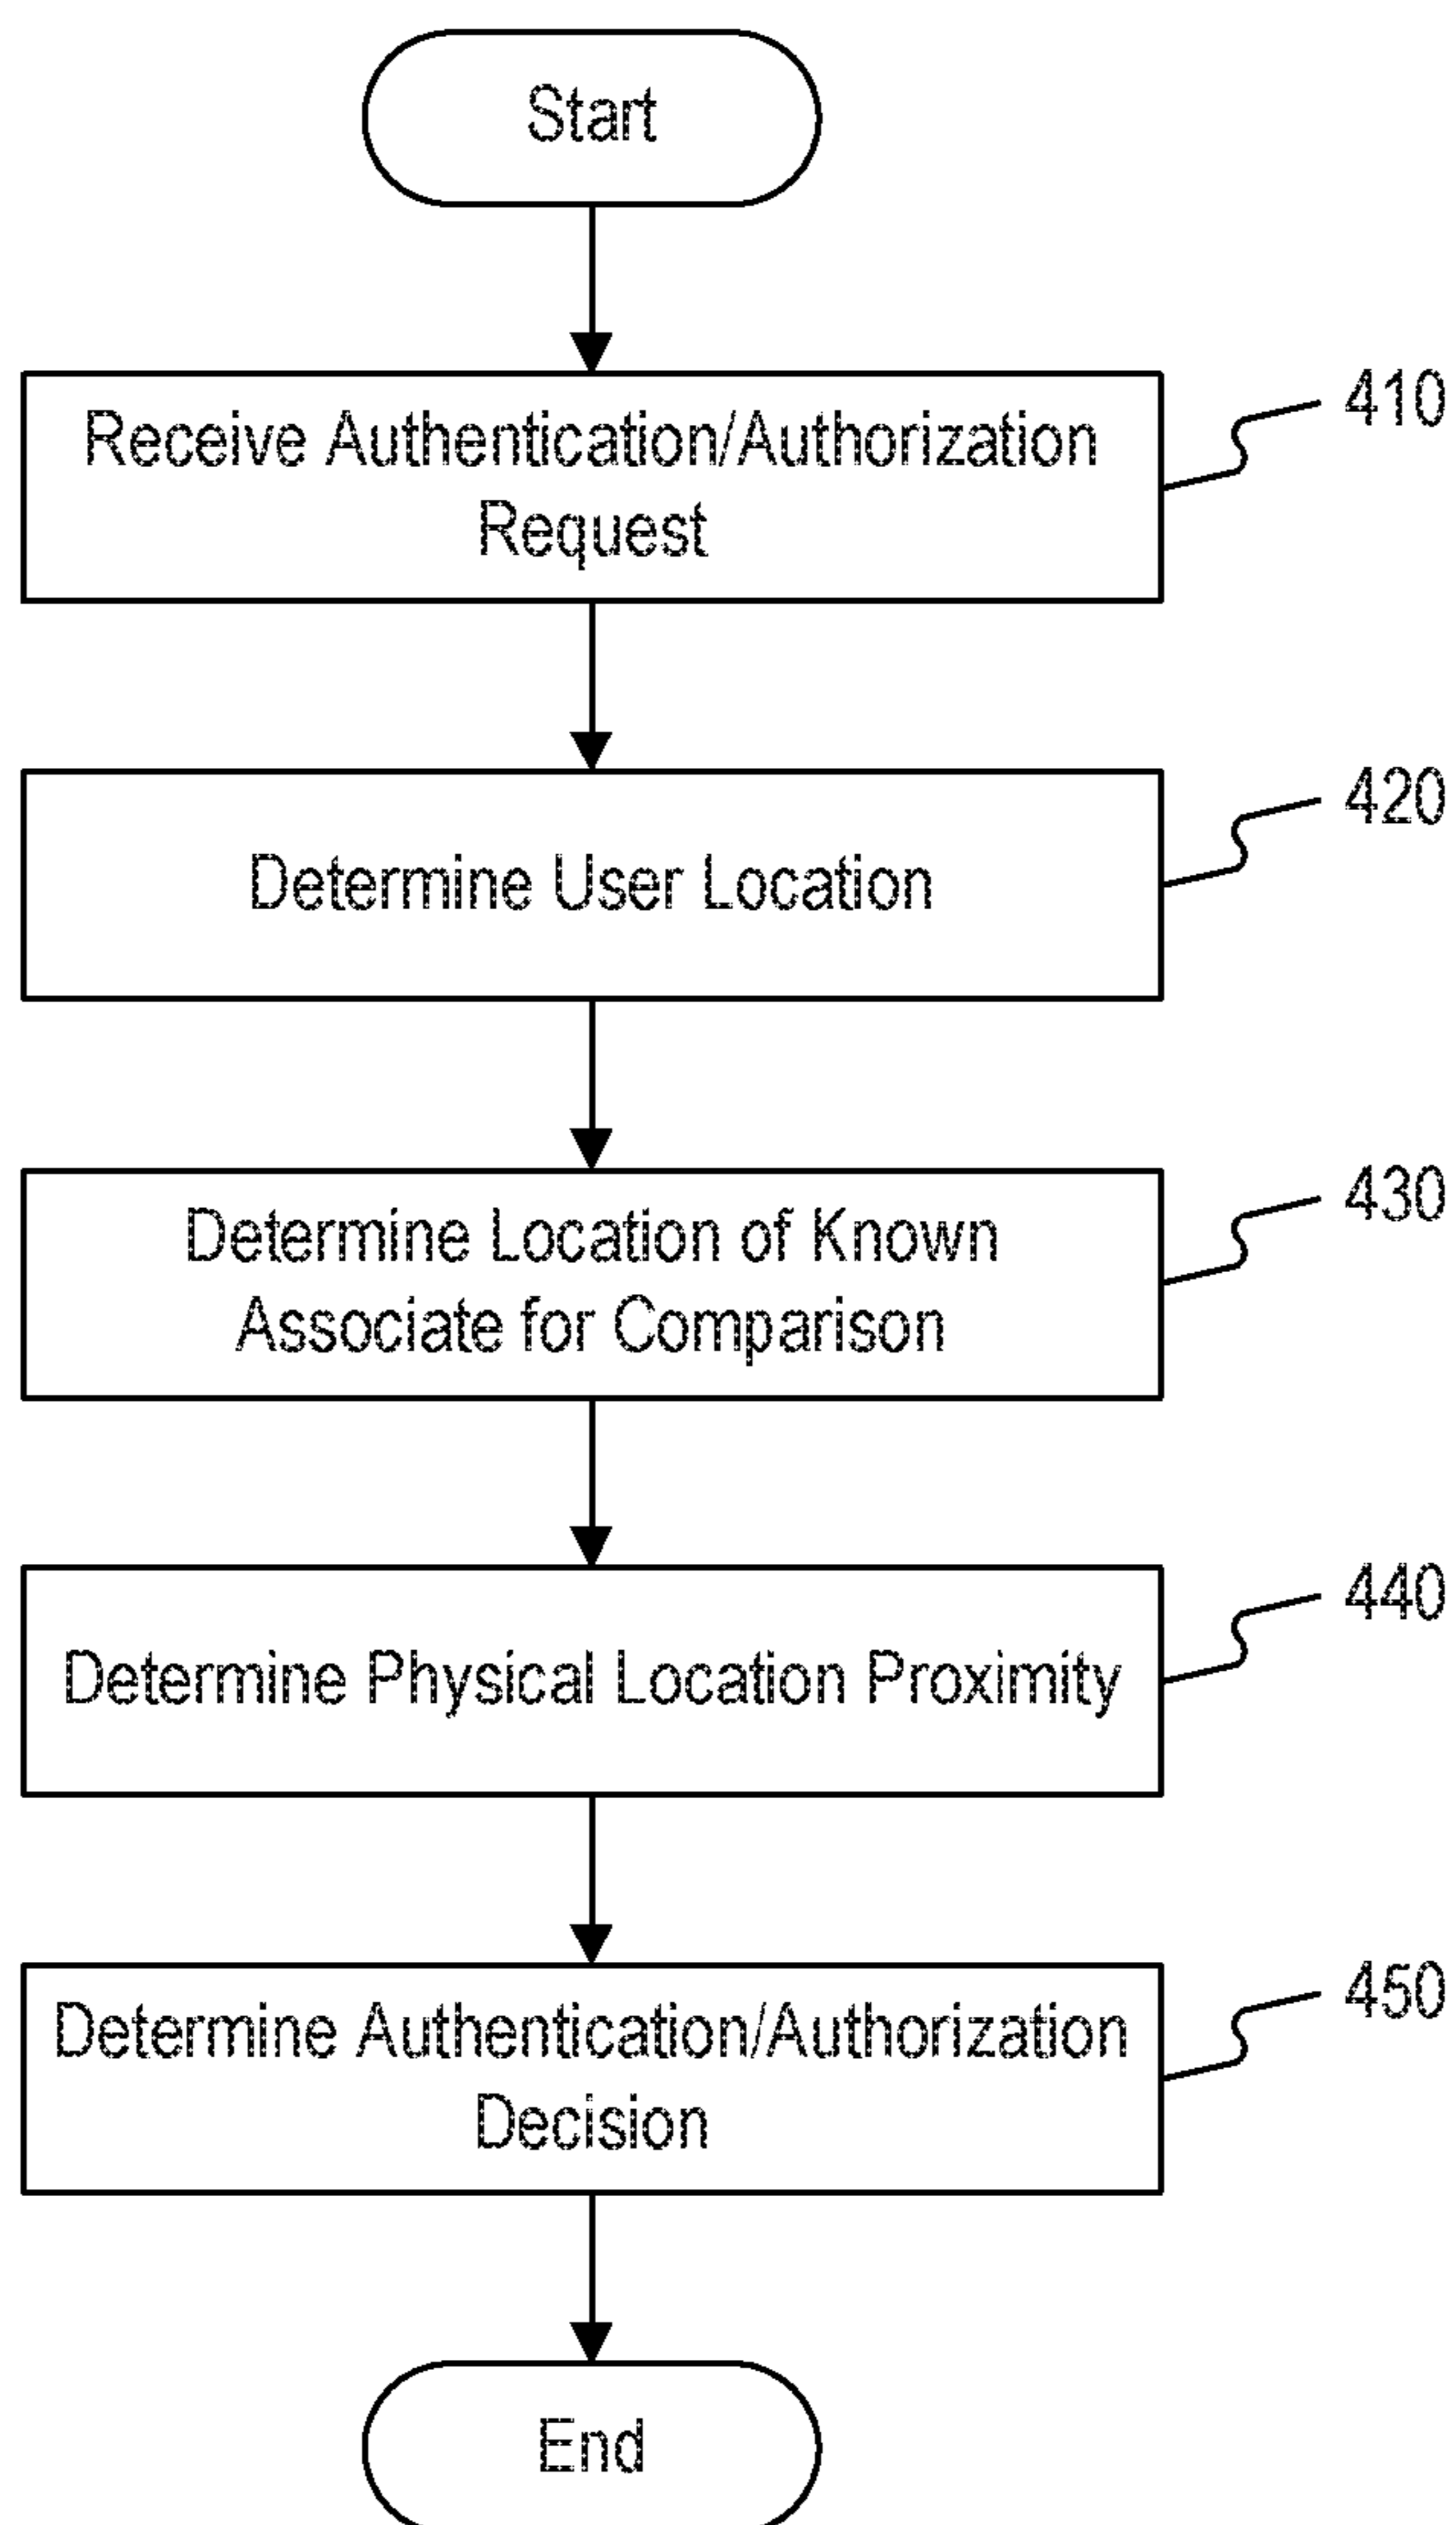 Start
Receive Authentication/Authorization
Request
410
Determine User Location
420
Determine Location of Known
Associate for Comparison
430
Determine Physical Location Proximity
440
Determine Authentication/Authorization
Decision
450
End